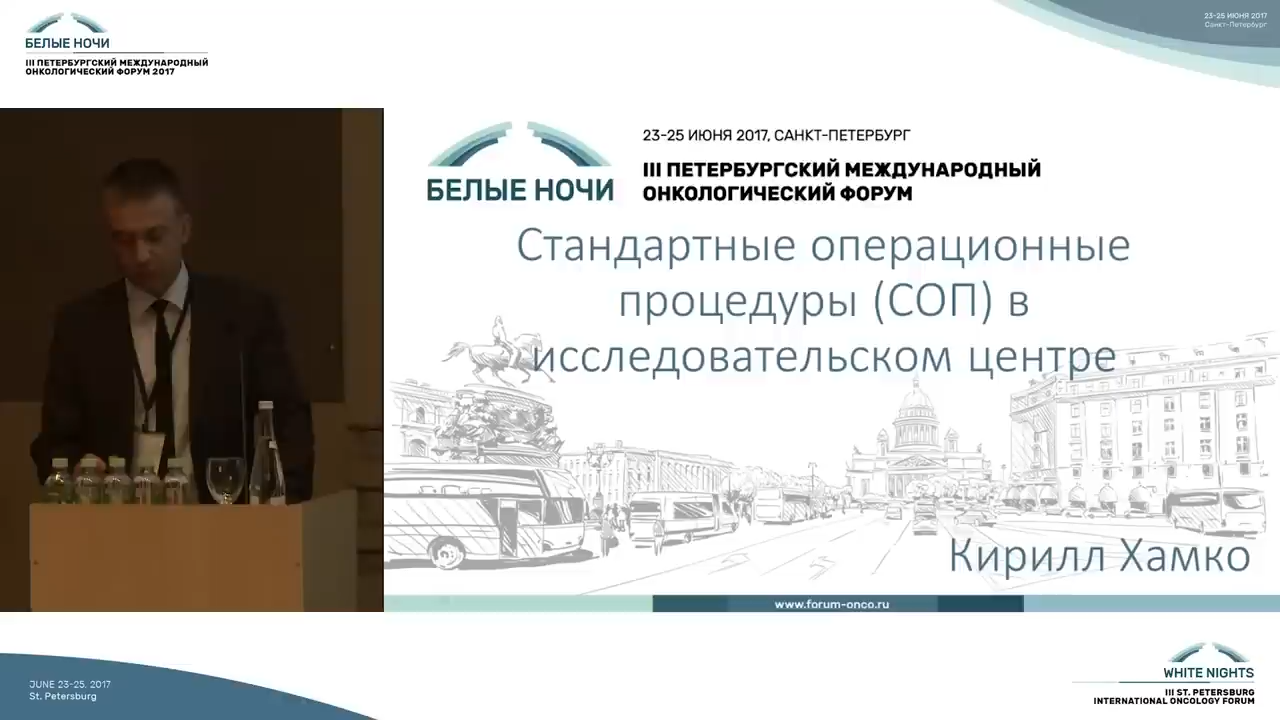 БЕЛЫЕ НОЧИ
III ПЕТЕРБУРГСКИЙ МЕЖДУНАРОДНЫЙ
ОНКОЛОГИЧЕСКИЙ ФОРУМ 2017
23-25 ИЮНЯ 2017
Санкт-Петербург
БЕЛЫЕ НОЧИ
23-25 ИЮНЯ 2017, САНКТ-ПЕТЕРБУРГ
III ПЕТЕРБУРГСКИЙ МЕЖДУНАРОДНЫЙ
ОНКОЛОГИЧЕСКИЙ ФОРУМ
Стандартные операционные
процедуры (СОП) в
исследовательском центре
Кирилл Хамко
www.forum-onco.ru
JUNE 23-25. 2017
St. Petersburg
WHITE NIGHTS
III ST. PETERSBURG
INTERNATIONAL ONCOLOGY FORUM